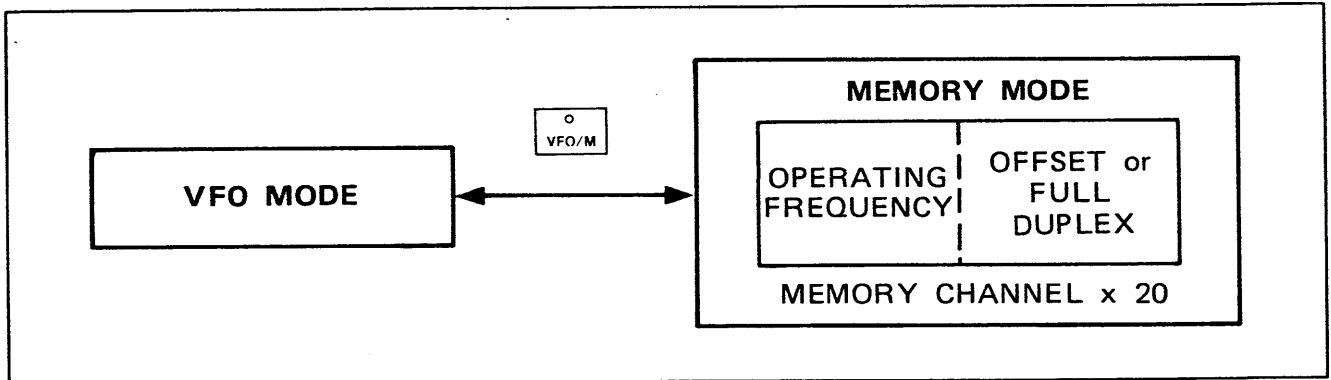 VFO MODE
VFO/M
MEMORY MODE
OPERATING
FREQUENCY
OFFSET or
FULL
DUPLEX
MEMORY CHANNEL x 20